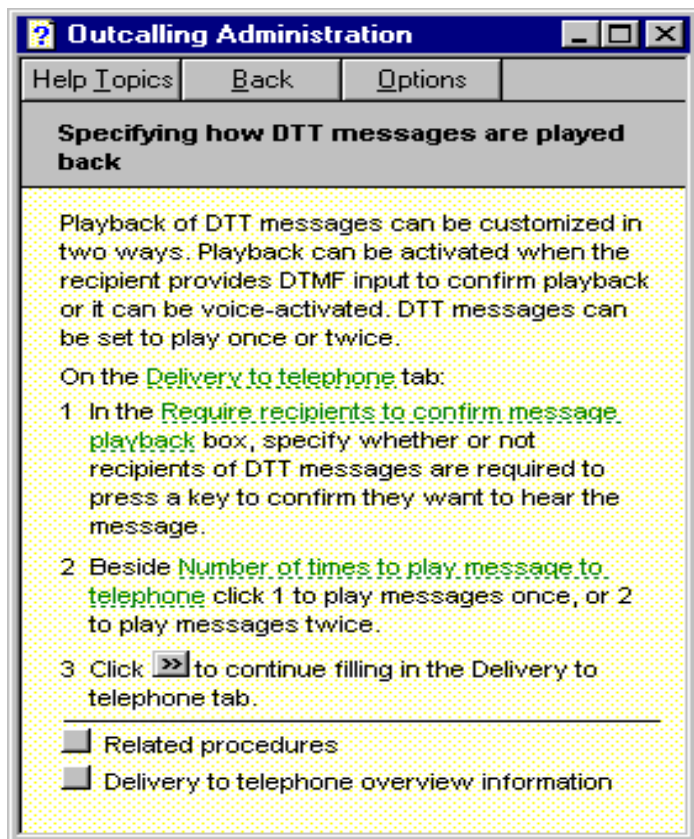 Outcalling Administration
Help Topics Back Options
Specifying how DTT messages are played
back
Playback of DTT messages can be customized in
two ways. Playback can be activated when the
recipient provides DTMF input to confirm playback
or it can be voice-activated. DTT messages can
be set to play once or twice.
On the Delivery to telephone tab:
1 In the Require recipients to confirm message
playback box, specify whether or not
recipients of DTT messages are required to
press a key to confirm they want to hear the
message.
2 Beside Number of times to play message to
telephone click 1 to play messages once, or 2
to play messages twice.
3 Click >> to continue filling in the Delivery to
telephone tab.
Related procedures
Delivery to telephone overview information